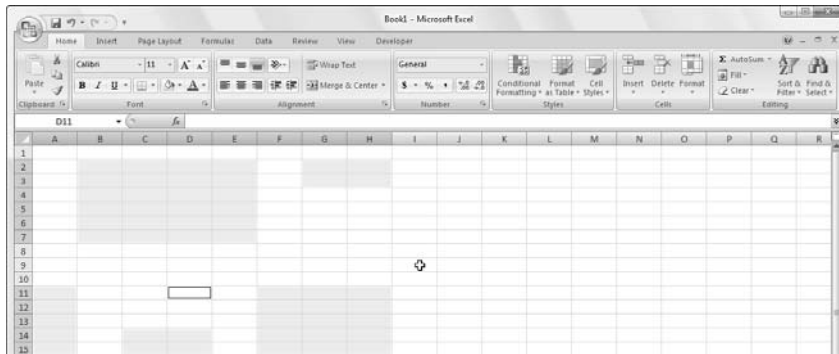 Book1 - Microsoft Excel
Home Insert Page Layout Formulas Data Review View Developer
Calibri 11 A A Wrap Text General AutoSum
Paste B I U A Merge & Center $ % , .0 .00 Conditional Formatting Format as Table Cell Styles Insert Delete Format Fill Clear Sort & Filter Find & Select
Clipboard Font Alignment Number Styles Cells Editing
D11 fx
A B C D E F G H I J K L M N O P Q R
1
2
3
4
5
6
7
8
9
10
11
12
13
14
15